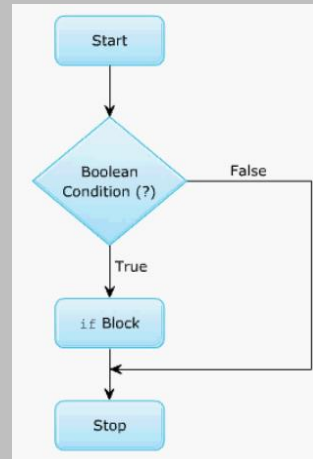 Start
Boolean
Condition (?)
False
True
if Block
Stop